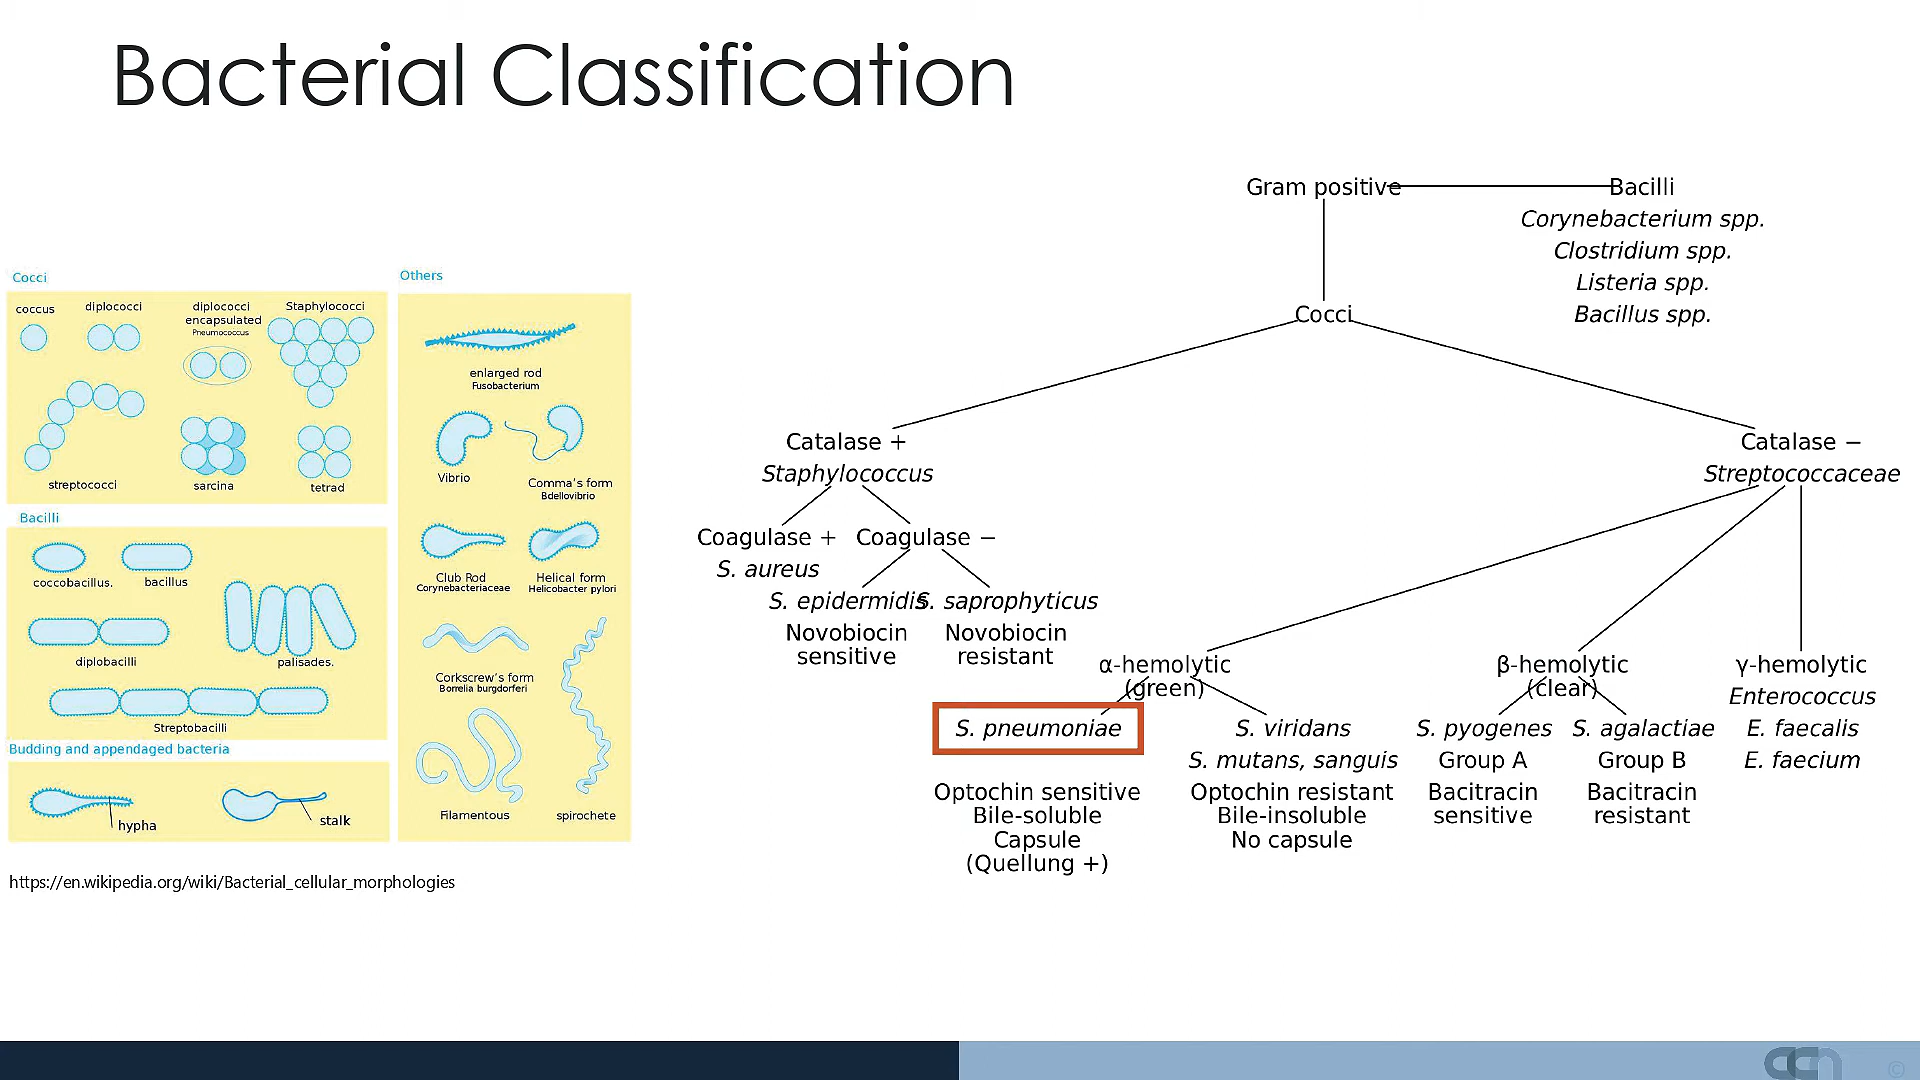 Bacterial Classification
Cocci
coccus
diplococci
diplococci
encapsulated
Pneumococcus
Staphylococci
streptococci
sarcina
tetrad
Bacilli
coccobacillus.
bacillus
diplobacilli
palisades.
Streptobacilli
Budding and appendaged bacteria
hypha
stalk
Others
enlarged rod
Fusobacterium
Vibrio
Comma's form
Bdellovibrio
Club Rod
Corynebacteriaceae
Helical form
Helicobacter pylori
Corkscrew's form
Borrelia burgdorferi
Filamentous
spirochete
https://en.wikipedia.org/wiki/Bacterial_cellular_morphologies
Gram positive
Bacilli
Corynebacterium spp.
Clostridium spp.
Listeria spp.
Bacillus spp.
Cocci
Catalase +
Staphylococcus
Catalase −
Streptococcaceae
Coagulase +
S. aureus
Coagulase −
S. epidermidis
Novobiocin
sensitive
S. saprophyticus
Novobiocin
resistant
α-hemolytic
(green)
β-hemolytic
(clear)
γ-hemolytic
Enterococcus
E. faecalis
E. faecium
S. pneumoniae
Optochin sensitive
Bile-soluble
Capsule
(Quellung +)
S. viridans
S. mutans, sanguis
Optochin resistant
Bile-insoluble
No capsule
S. pyogenes
Group A
Bacitracin
sensitive
S. agalactiae
Group B
Bacitracin
resistant
©